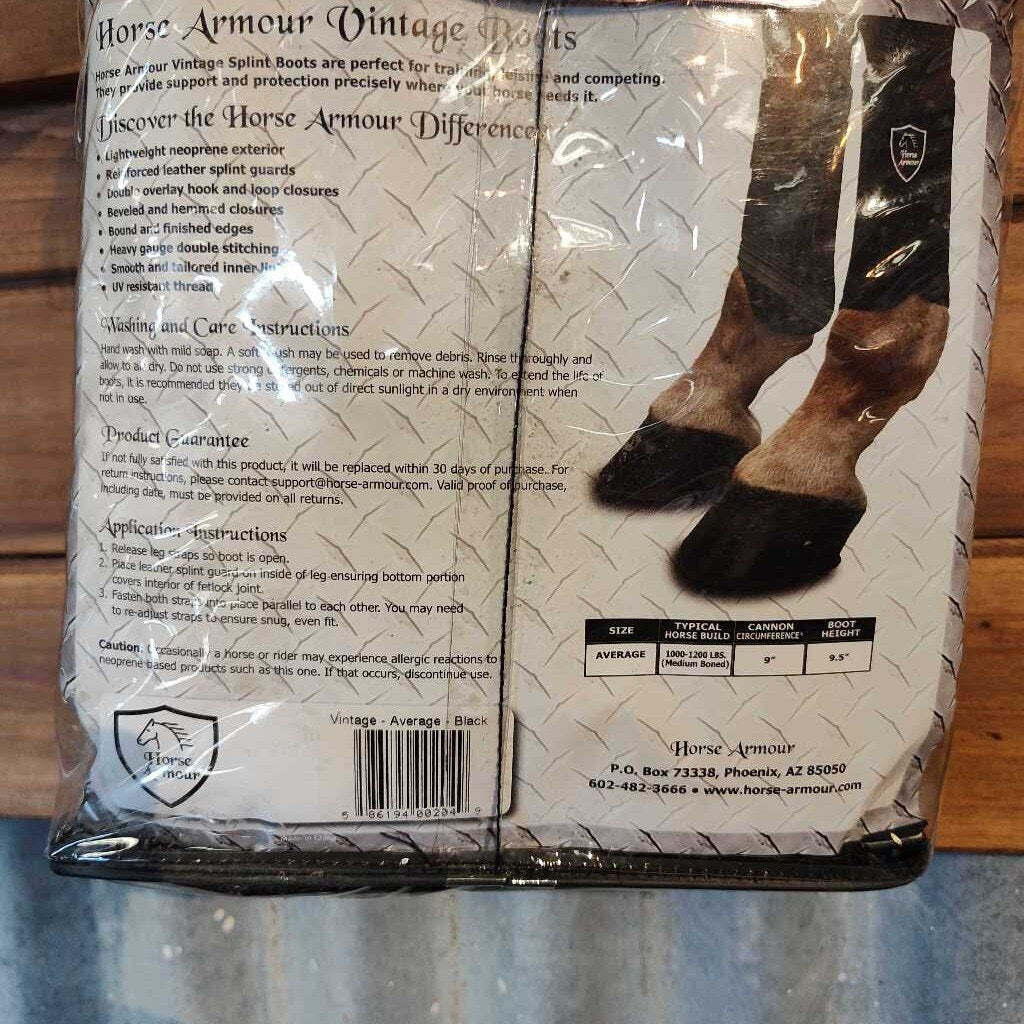 Horse Armour Vintage Boots
Horse Armour Vintage Splint Boots are perfect for training, leisure and competing.
They provide support and protection precisely where your horse needs it.
Discover the Horse Armour Difference
• Lightweight neoprene exterior
• Reinforced leather splint guards
• Double overlay hook and loop closures
• Beveled and hemmed closures
• Bound and finished edges
• Heavy gauge double stitching
• Smooth and tailored inner
• UV resistant thread
Washing and Care Instructions
Hand wash with mild soap. A soft brush may be used to remove debris. Rinse thoroughly and
allow to air dry. Do not use strong detergents, chemicals or machine wash. To extend the life of
boots, it is recommended they are stored out of direct sunlight in a dry environment when
not in use.
Product Guarantee
If not fully satisfied with this product, it will be replaced within 30 days of purchase. For
return instructions, please contact support@horse-armour.com. Valid proof of purchase,
including date, must be provided on all returns.
Application Instructions
1. Release leg straps so boot is open.
2. Place leather splint guard on inside of leg ensuring bottom portion
covers interior of fetlock joint.
3. Fasten both straps into place parallel to each other. You may need
to re-adjust straps to ensure snug, even fit.
Caution: Occasionally a horse or rider may experience allergic reactions to
neoprene based products such as this one. If that occurs, discontinue use.
Horse
Armour
Vintage - Average - Black
5 86194 00204 9
Horse
Armour
SIZE TYPICAL HORSE BUILD CANNON CIRCUMFERENCE* BOOT HEIGHT
AVERAGE 1000-1200 LBS. (Medium Boned) 9" 9.5"
Horse Armour
P.O. Box 73338, Phoenix, AZ 85050
602-482-3666 • www.horse-armour.com